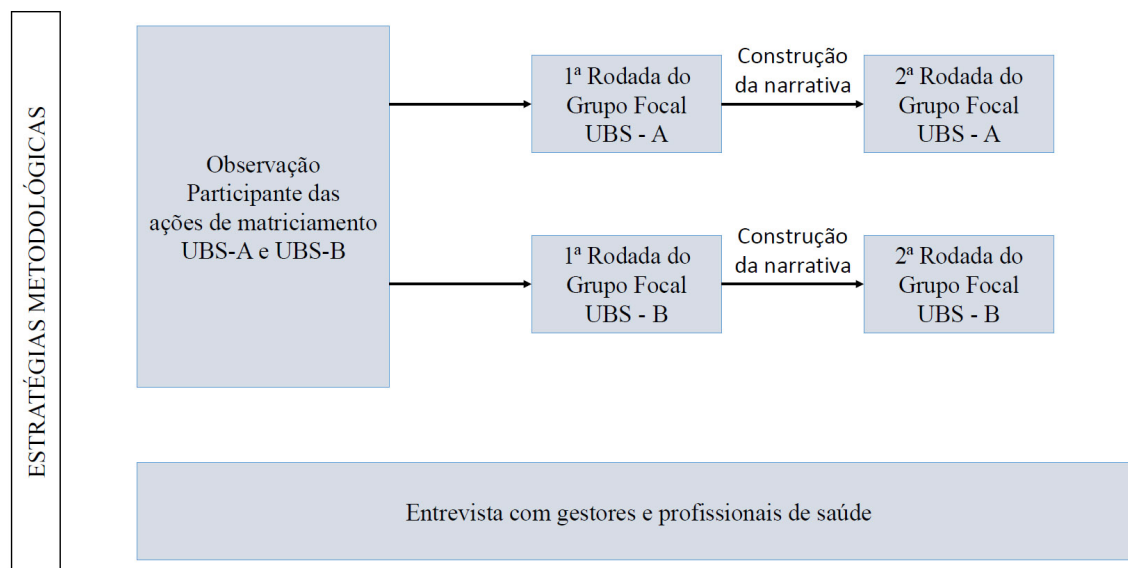 ESTRATÉGIAS METODOLÓGICAS
Observação
Participante das
ações de matriciamento
UBS-A e UBS-B
1ª Rodada do
Grupo Focal
UBS - A
Construção
da narrativa
2ª Rodada do
Grupo Focal
UBS - A
1ª Rodada do
Grupo Focal
UBS - B
Construção
da narrativa
2ª Rodada do
Grupo Focal
UBS - B
Entrevista com gestores e profissionais de saúde